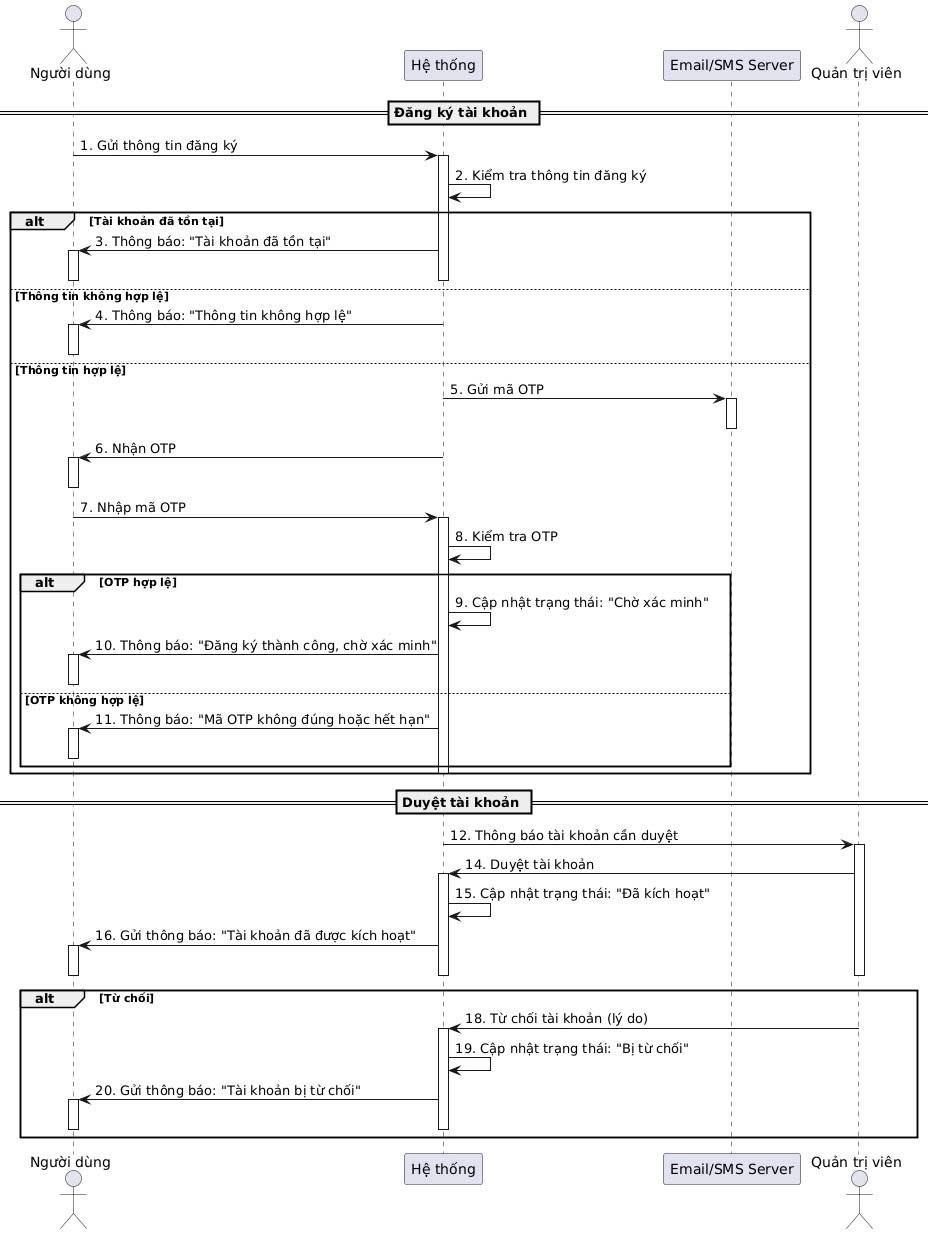 Người dùng
Hệ thống
Email/SMS Server
Quản trị viên
Đăng ký tài khoản
1. Gửi thông tin đăng ký
2. Kiểm tra thông tin đăng ký
alt [Tài khoản đã tồn tại]
3. Thông báo: "Tài khoản đã tồn tại"
[Thông tin không hợp lệ]
4. Thông báo: "Thông tin không hợp lệ"
[Thông tin hợp lệ]
5. Gửi mã OTP
6. Nhận OTP
7. Nhập mã OTP
8. Kiểm tra OTP
alt [OTP hợp lệ]
9. Cập nhật trạng thái: "Chờ xác minh"
10. Thông báo: "Đăng ký thành công, chờ xác minh"
[OTP không hợp lệ]
11. Thông báo: "Mã OTP không đúng hoặc hết hạn"
Duyệt tài khoản
12. Thông báo tài khoản cần duyệt
14. Duyệt tài khoản
15. Cập nhật trạng thái: "Đã kích hoạt"
16. Gửi thông báo: "Tài khoản đã được kích hoạt"
alt [Từ chối]
18. Từ chối tài khoản (lý do)
19. Cập nhật trạng thái: "Bị từ chối"
20. Gửi thông báo: "Tài khoản bị từ chối"
Người dùng
Hệ thống
Email/SMS Server
Quản trị viên